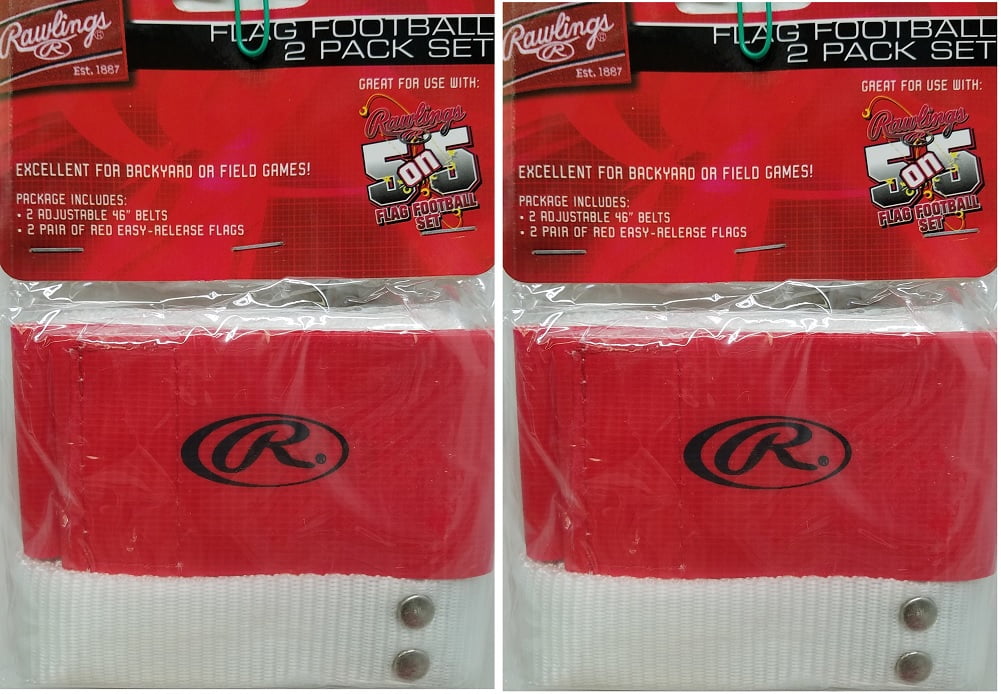 Rawlings
R
Est. 1887
FLAG FOOTBALL
2 PACK SET
GREAT FOR USE WITH:
Rawlings
5 on 5
FLAG FOOTBALL
SET
EXCELLENT FOR BACKYARD OR FIELD GAMES!
PACKAGE INCLUDES:
• 2 ADJUSTABLE 46" BELTS
• 2 PAIR OF RED EASY-RELEASE FLAGS
R®
Rawlings
R
Est. 1887
FLAG FOOTBALL
2 PACK SET
GREAT FOR USE WITH:
Rawlings
5 on 5
FLAG FOOTBALL
SET
EXCELLENT FOR BACKYARD OR FIELD GAMES!
PACKAGE INCLUDES:
• 2 ADJUSTABLE 46" BELTS
• 2 PAIR OF RED EASY-RELEASE FLAGS
R®